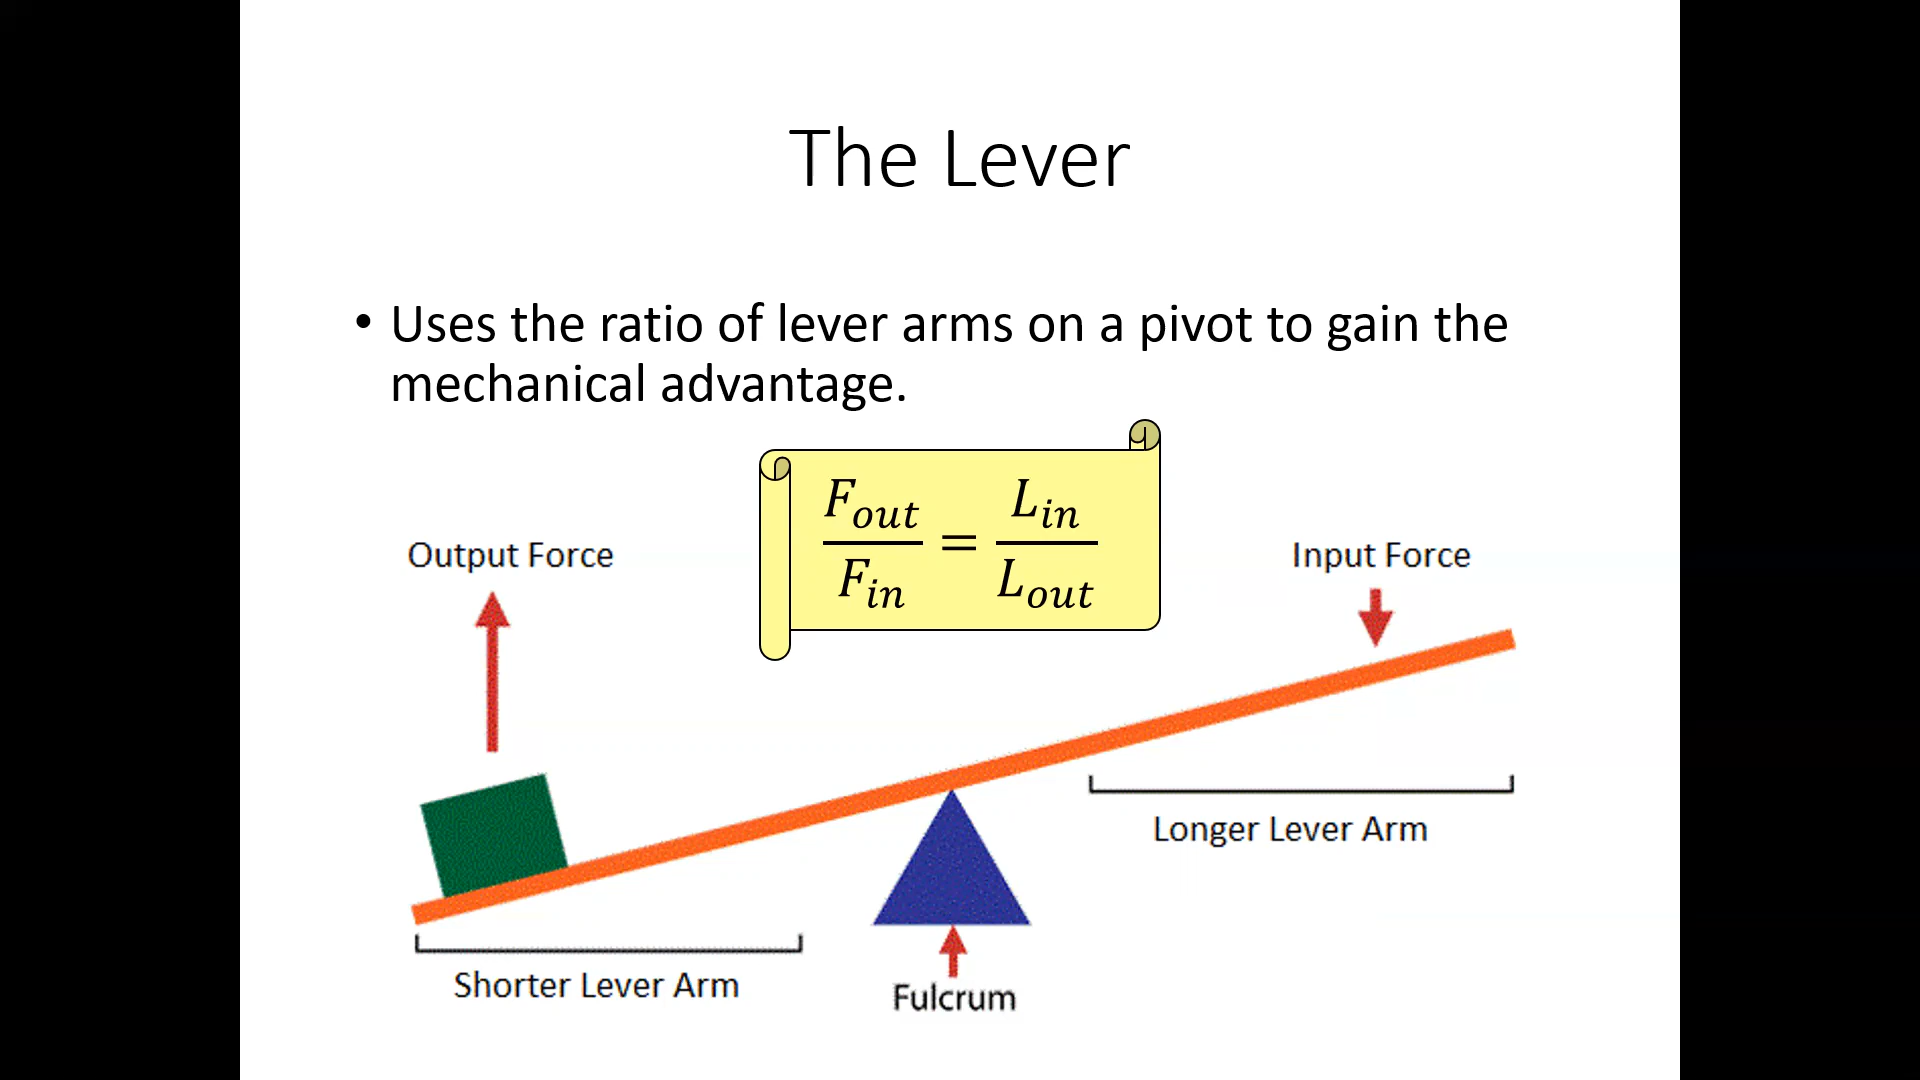 The Lever
• Uses the ratio of lever arms on a pivot to gain the
mechanical advantage.
F_out / F_in = L_in / L_out
Output Force
Input Force
Longer Lever Arm
Shorter Lever Arm
Fulcrum